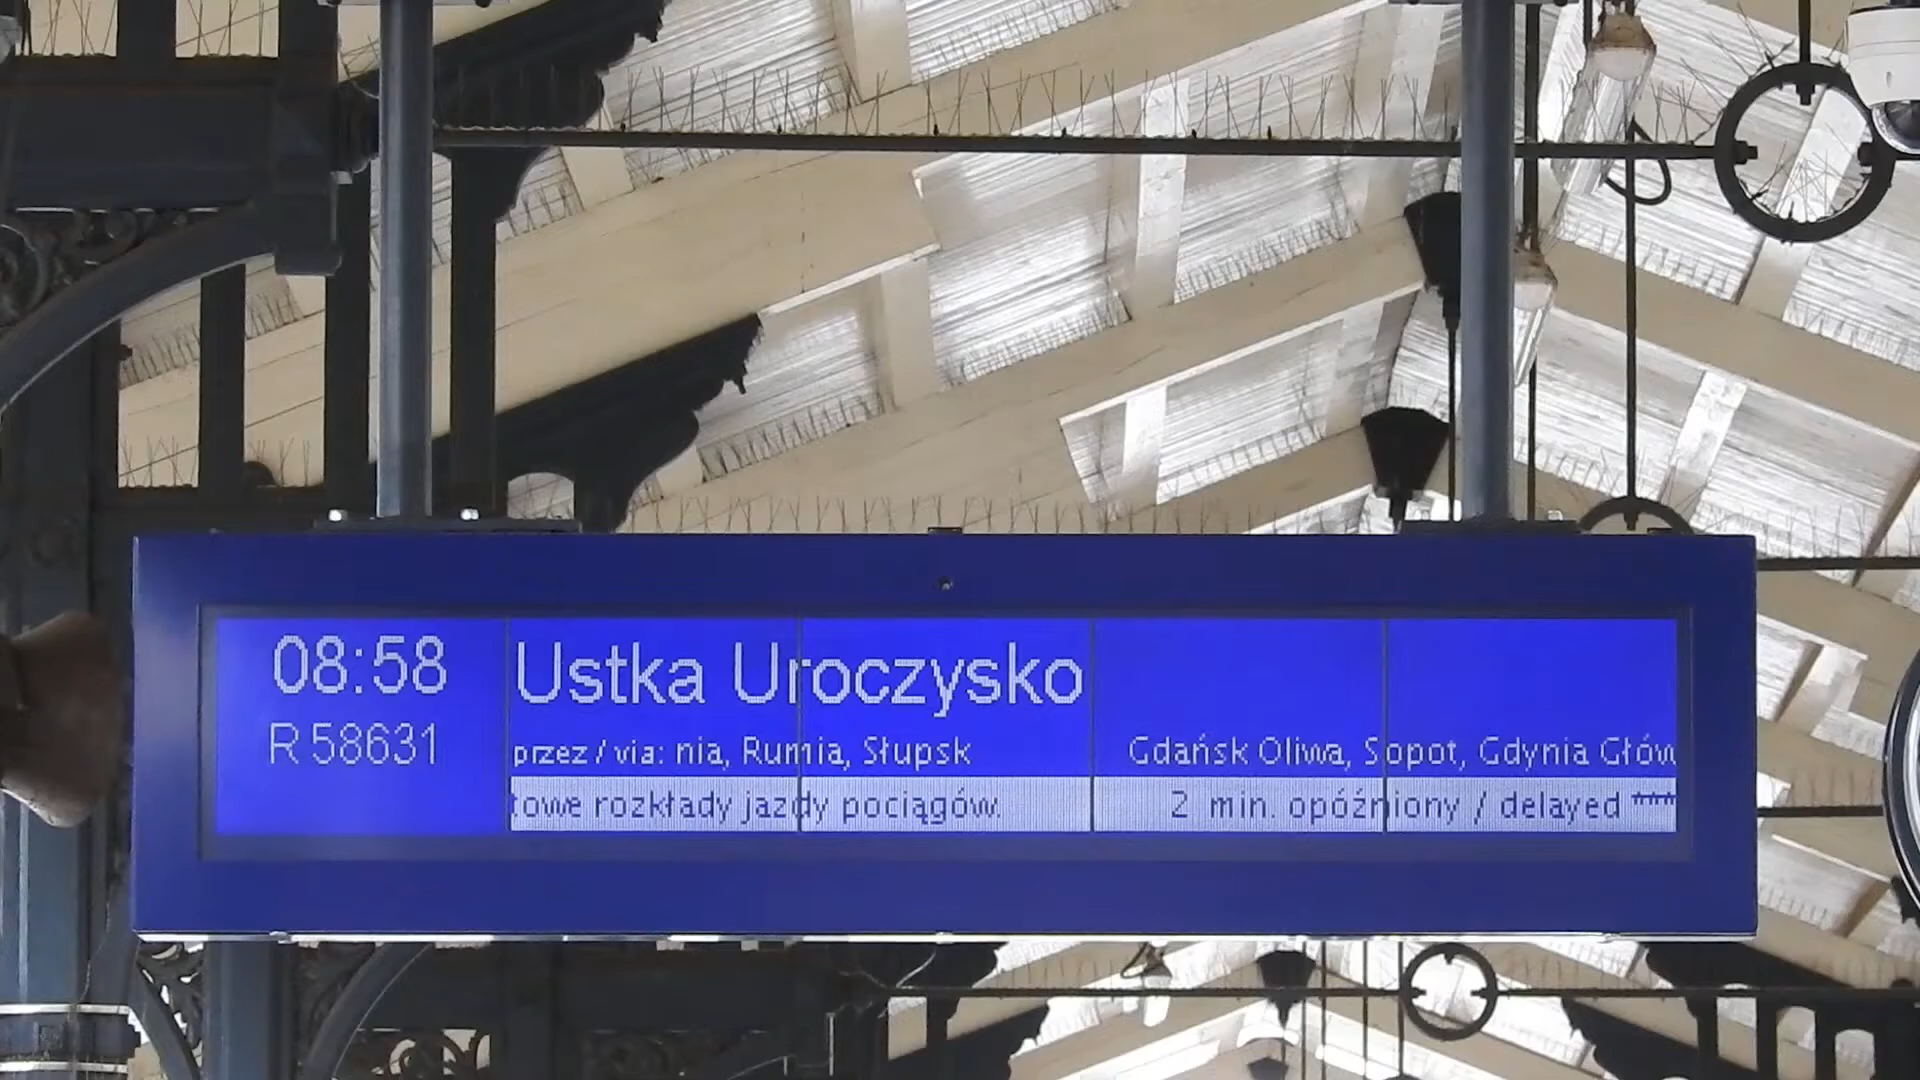 08:58
Ustka Uroczysko
R 58631
przez / via: nia, Rumia, Słupsk Gdańsk Oliwa, Sopot, Gdynia Głów
towe rozkłady jazdy pociągów. 2 min. opóźniony / delayed ***